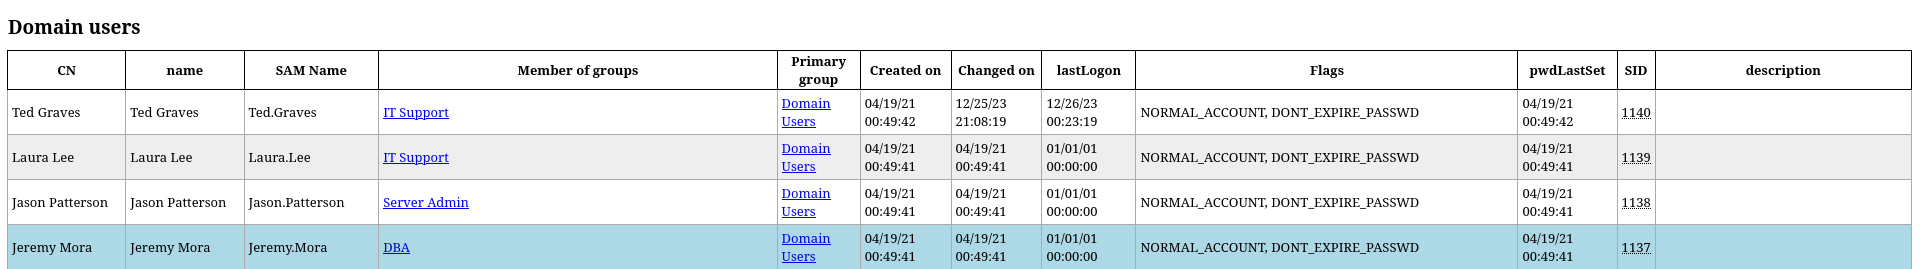 Domain users
CN name SAM Name Member of groups Primary group Created on Changed on lastLogon Flags pwdLastSet SID description
Ted Graves Ted Graves Ted.Graves IT Support Domain Users 04/19/21 00:49:42 12/25/23 21:08:19 12/26/23 00:23:19 NORMAL_ACCOUNT, DONT_EXPIRE_PASSWD 04/19/21 00:49:42 1140
Laura Lee Laura Lee Laura.Lee IT Support Domain Users 04/19/21 00:49:41 04/19/21 00:49:41 01/01/01 00:00:00 NORMAL_ACCOUNT, DONT_EXPIRE_PASSWD 04/19/21 00:49:41 1139
Jason Patterson Jason Patterson Jason.Patterson Server Admin Domain Users 04/19/21 00:49:41 04/19/21 00:49:41 01/01/01 00:00:00 NORMAL_ACCOUNT, DONT_EXPIRE_PASSWD 04/19/21 00:49:41 1138
Jeremy Mora Jeremy Mora Jeremy.Mora DBA Domain Users 04/19/21 00:49:41 04/19/21 00:49:41 01/01/01 00:00:00 NORMAL_ACCOUNT, DONT_EXPIRE_PASSWD 04/19/21 00:49:41 1137